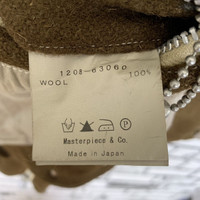 1208-63060
WOOL 100%
P
Masterpiece & Co.
Made in Japan